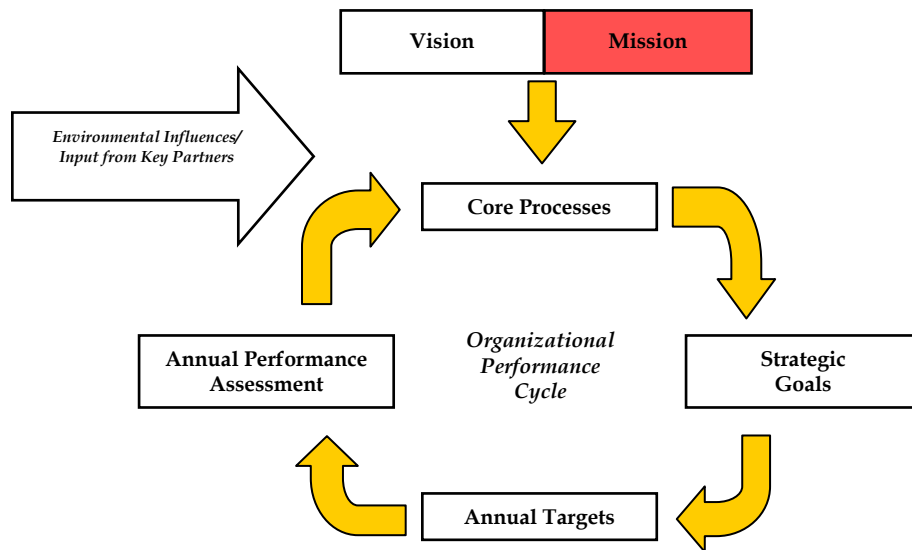 Vision
Mission
Environmental Influences/
Input from Key Partners
Core Processes
Annual Performance
Assessment
Organizational
Performance
Cycle
Strategic
Goals
Annual Targets